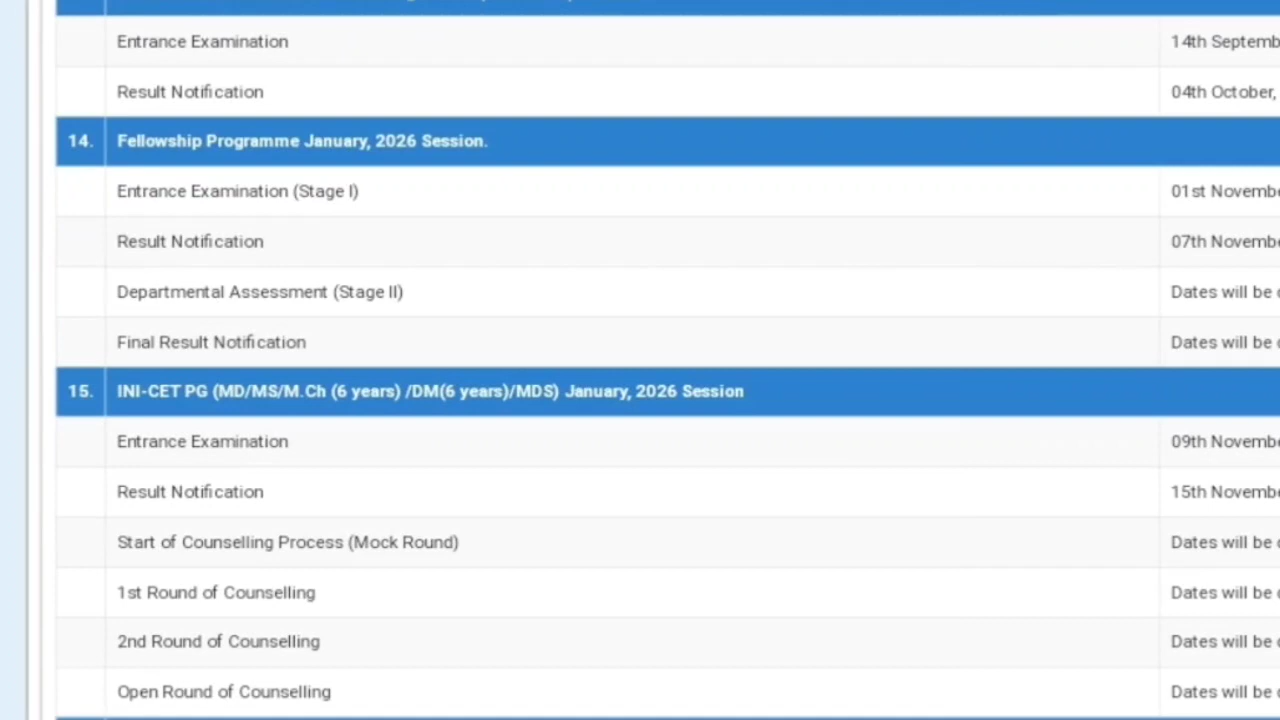 Entrance Examination 14th Septemb
Result Notification 04th October,
14. Fellowship Programme January, 2026 Session.
Entrance Examination (Stage I) 01st Novembe
Result Notification 07th Novembe
Departmental Assessment (Stage II) Dates will be
Final Result Notification Dates will be
15. INI-CET PG (MD/MS/M.Ch (6 years) /DM(6 years)/MDS) January, 2026 Session
Entrance Examination 09th Novembe
Result Notification 15th Novembe
Start of Counselling Process (Mock Round) Dates will be
1st Round of Counselling Dates will be
2nd Round of Counselling Dates will be
Open Round of Counselling Dates will be